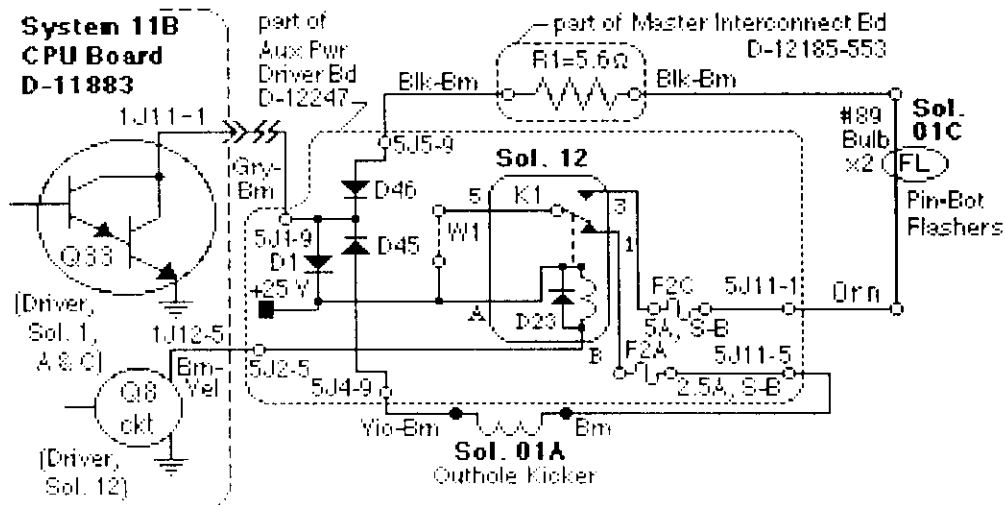 System 11B
CPU Board
D-11883
part of
Aux Pwr
Driver Bd
D-12247
part of Master Interconnect Bd
D-12185-553
R1=5.6Ω
Blk-Brn
Blk-Brn
1J11-1
5J5-9
Gry-
Brn
#89
Bulb
x2
Sol.
01C
FL
Pin-Bot
Flashers
Sol. 12
D46
5
K1
3
W1
1
5J1-9
D1
D45
Q33
+25 V
A
D23
B
F2C
5J11-1
Orn
5A, S-B
(Driver,
Sol. 1,
A & C)
1J12-5
5J2-5
Brn-
Yel
F2A
5J11-5
2.5A, S-B
5J4-9
Q8
ckt
Vio-Brn
Brn
Sol. 01A
Outhole Kicker
(Driver,
Sol. 12)